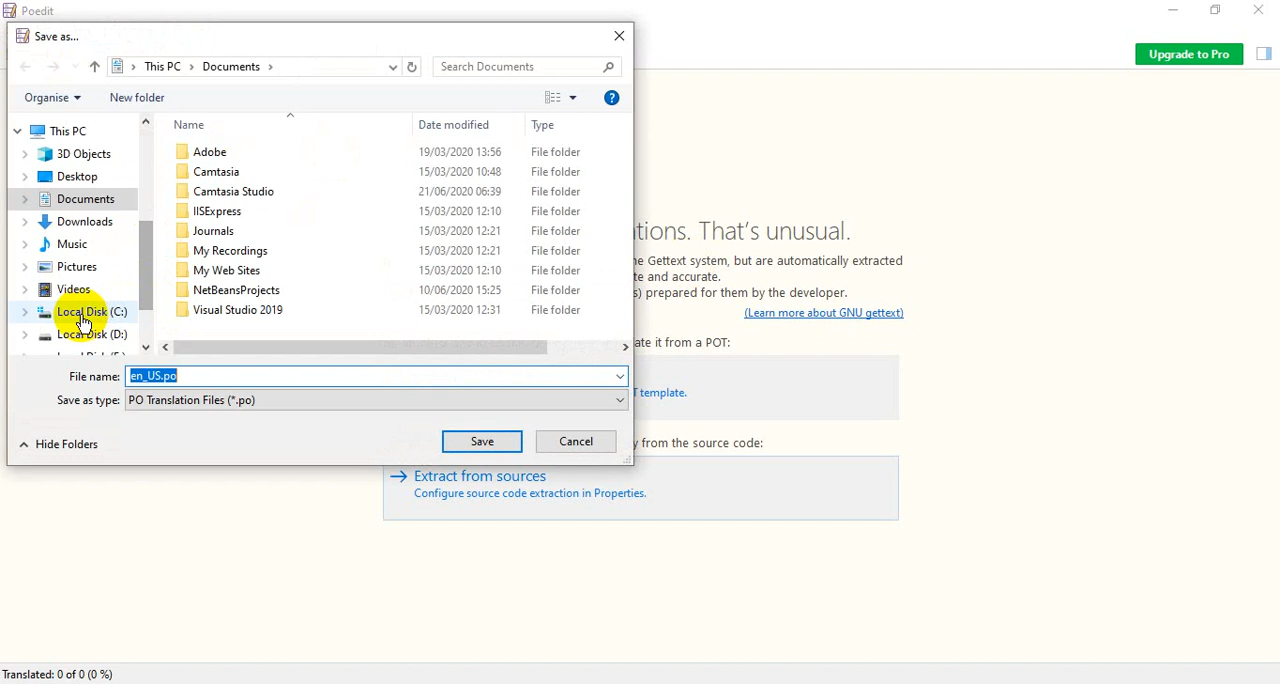 Poedit
Save as...
This PC > Documents >
Search Documents
Upgrade to Pro
Organise
New folder
Name
Date modified
Type
This PC
3D Objects
Desktop
Documents
Downloads
Music
Pictures
Videos
Local Disk (C:)
Local Disk (D:)
Adobe 19/03/2020 13:56 File folder
Camtasia 15/03/2020 10:48 File folder
Camtasia Studio 21/06/2020 06:39 File folder
IISExpress 15/03/2020 12:10 File folder
Journals 15/03/2020 12:21 File folder
My Recordings 15/03/2020 12:21 File folder
My Web Sites 15/03/2020 12:10 File folder
NetBeansProjects 10/06/2020 15:25 File folder
Visual Studio 2019 15/03/2020 12:31 File folder
File name: en_US.po
Save as type: PO Translation Files (*.po)
Hide Folders
Save
Cancel
tions. That's unusual.
e Gettext system, but are automatically extracted
te and accurate.
s) prepared for them by the developer.
(Learn more about GNU gettext)
ate it from a POT:
T template.
y from the source code:
→ Extract from sources
Configure source code extraction in Properties.
Translated: 0 of 0 (0 %)